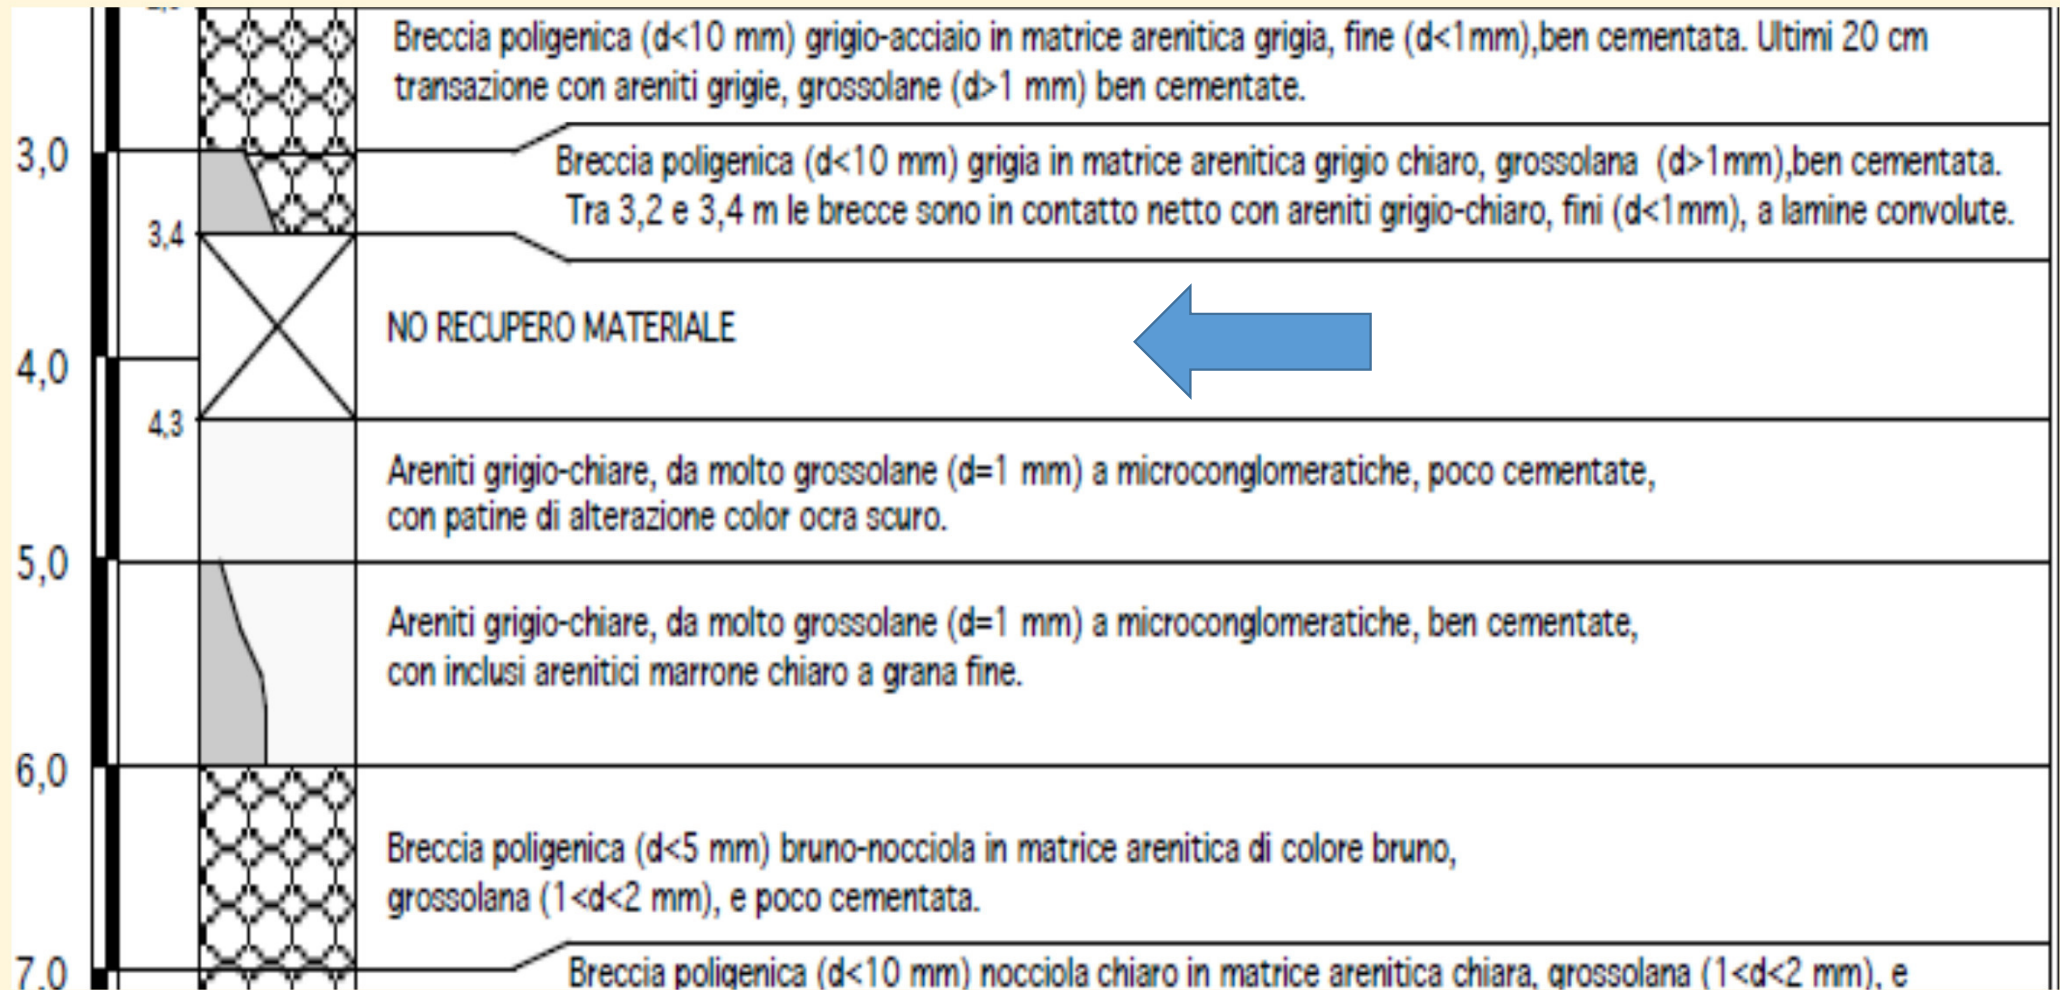 Breccia poligenica (d<10 mm) grigio-acciaio in matrice arenitica grigia, fine (d<1mm),ben cementata. Ultimi 20 cm
transazione con areniti grigie, grossolane (d>1 mm) ben cementate.
3,0
Breccia poligenica (d<10 mm) grigia in matrice arenitica grigio chiaro, grossolana (d>1mm),ben cementata.
Tra 3,2 e 3,4 m le brecce sono in contatto netto con areniti grigio-chiaro, fini (d<1mm), a lamine convolute.
3,4
NO RECUPERO MATERIALE
4,0
4,3
Areniti grigio-chiare, da molto grossolane (d=1 mm) a microconglomeratiche, poco cementate,
con patine di alterazione color ocra scuro.
5,0
Areniti grigio-chiare, da molto grossolane (d=1 mm) a microconglomeratiche, ben cementate,
con inclusi arenitici marrone chiaro a grana fine.
6,0
Breccia poligenica (d<5 mm) bruno-nocciola in matrice arenitica di colore bruno,
grossolana (1<d<2 mm), e poco cementata.
7,0
Breccia poligenica (d<10 mm) nocciola chiaro in matrice arenitica chiara, grossolana (1<d<2 mm), e